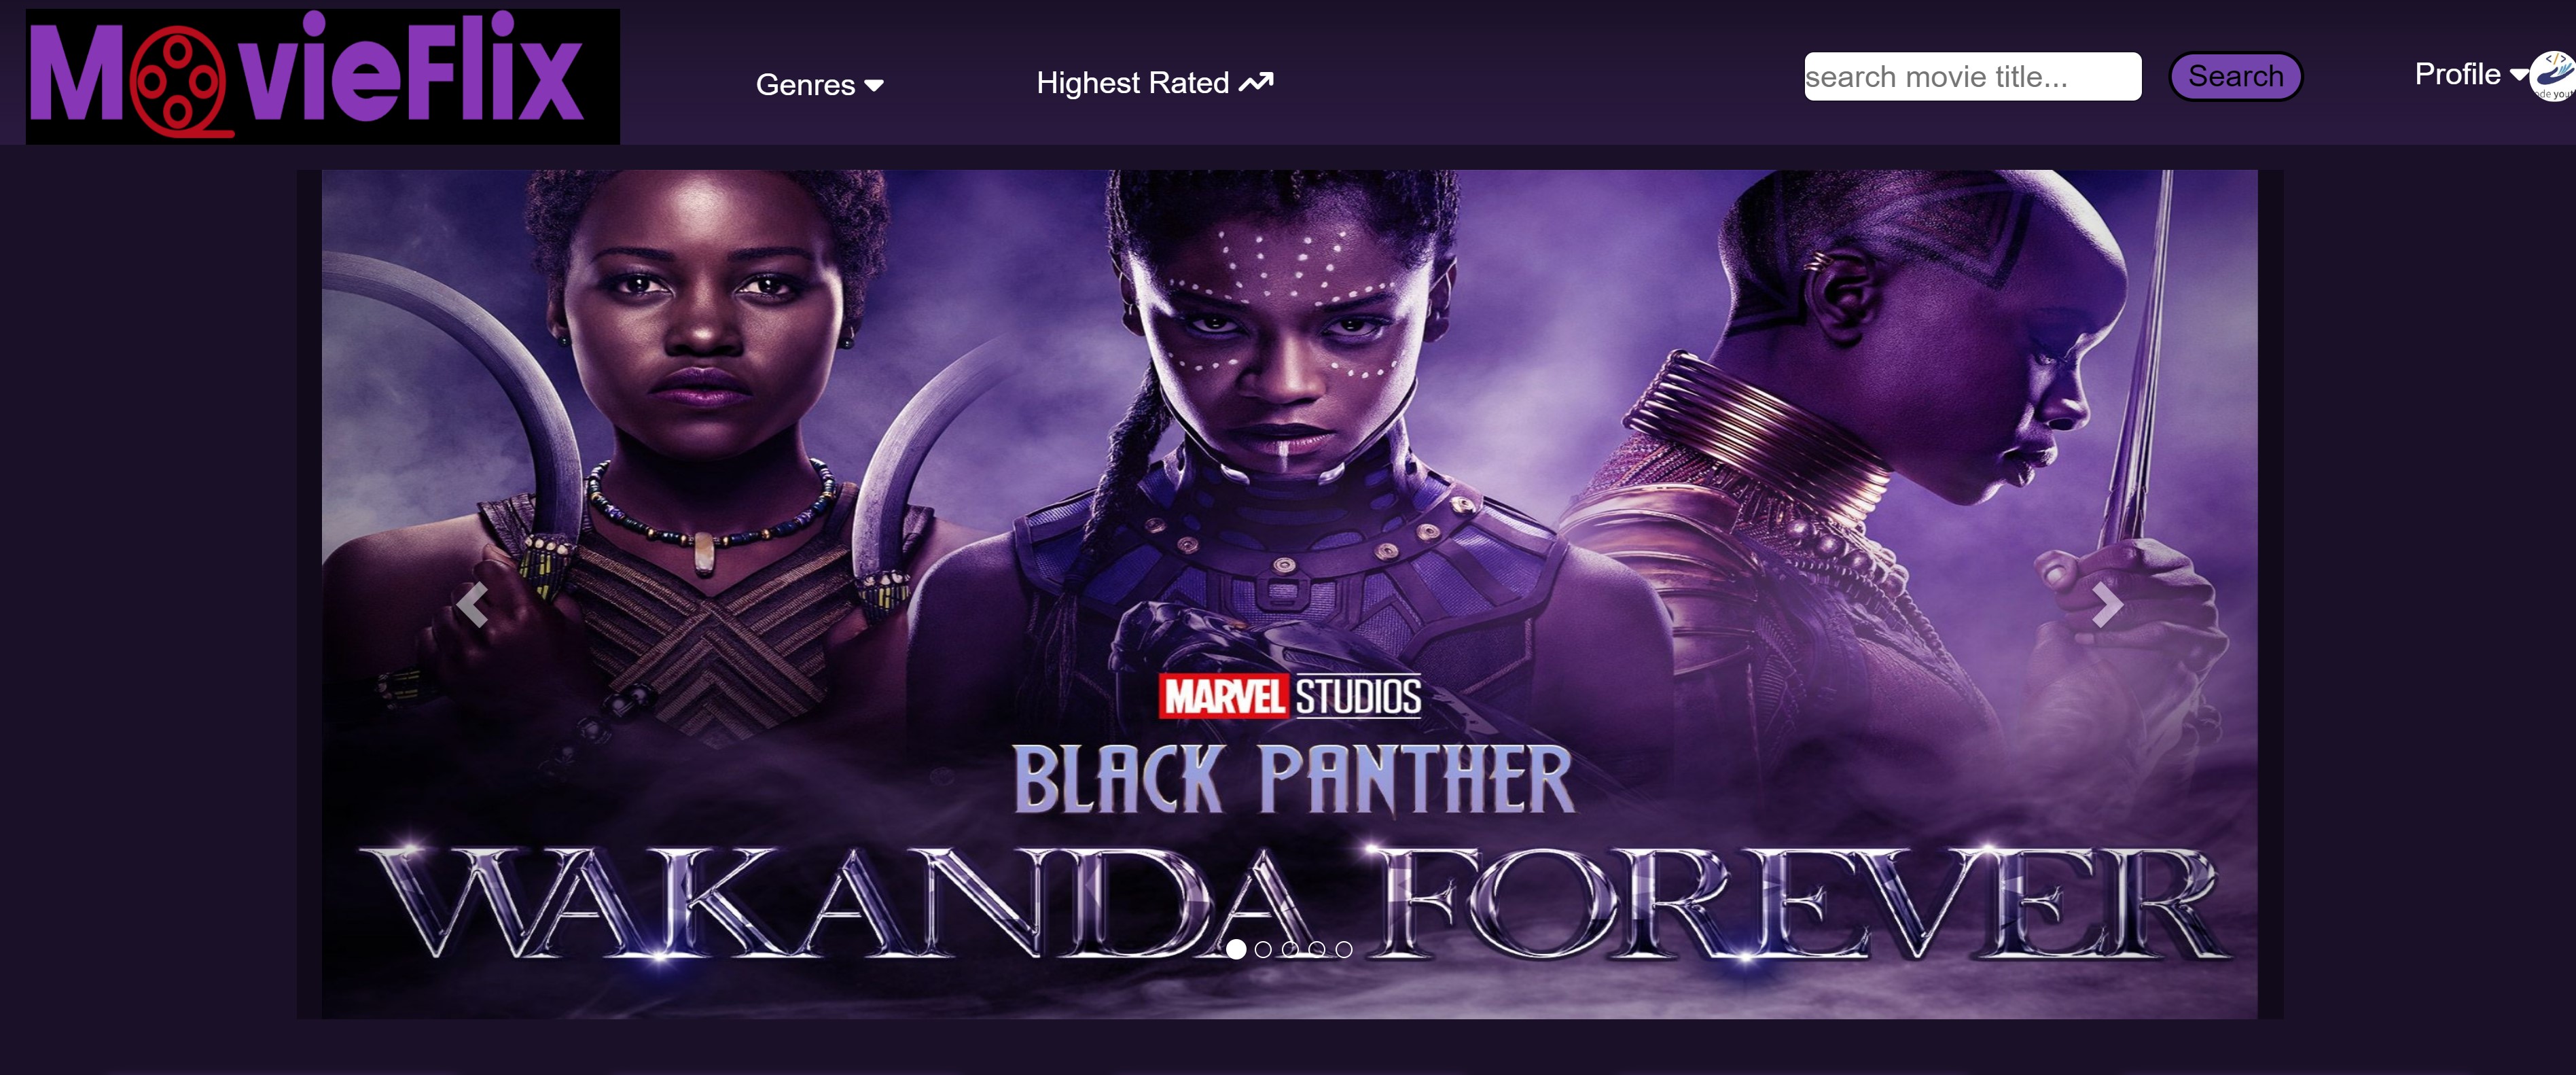 MovieFlix
Genres
Highest Rated
search movie title...
Search
Profile
MARVEL STUDIOS
BLACK PANTHER
WAKANDA FOREVER